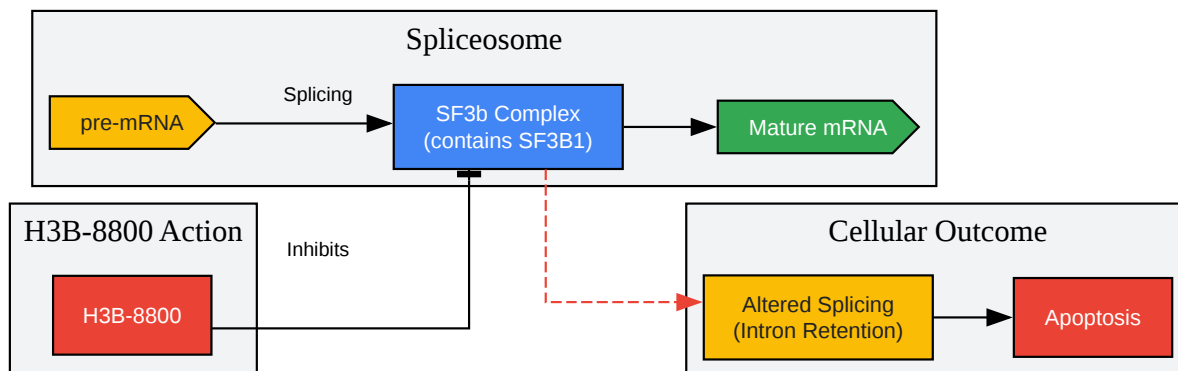 Spliceosome
pre-mRNA
Splicing
SF3b Complex
(contains SF3B1)
Mature mRNA
H3B-8800 Action
Inhibits
H3B-8800
Cellular Outcome
Altered Splicing
(Intron Retention)
Apoptosis